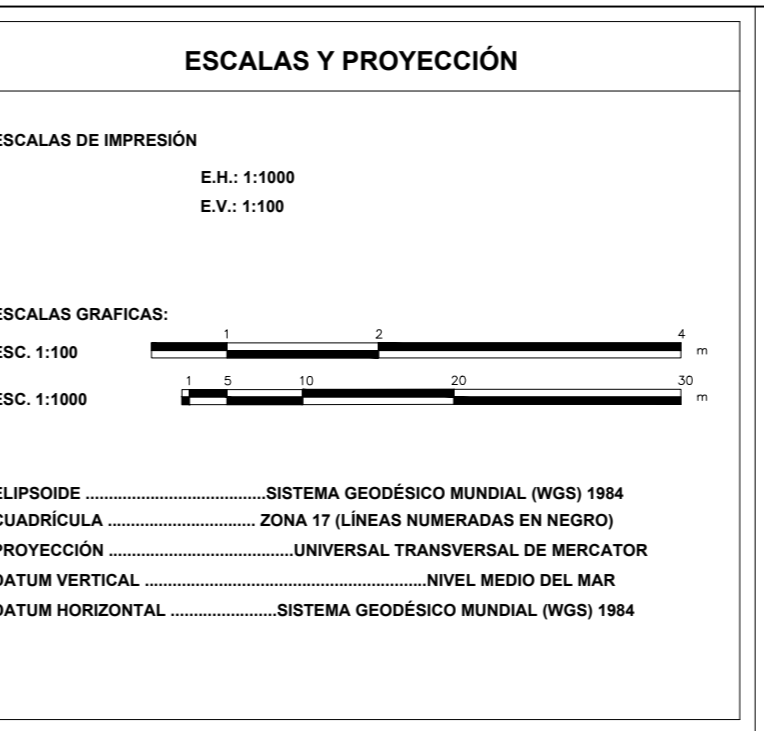 ESCALAS Y PROYECCIÓN
ESCALAS DE IMPRESIÓN
E.H.: 1:1000
E.V.: 1:100
ESCALAS GRAFICAS:
1 2 4
ESC. 1:100 m
1 5 10 20 30
ESC. 1:1000 m
ELIPSOIDE .......................................SISTEMA GEODÉSICO MUNDIAL (WGS) 1984
CUADRÍCULA ................................ ZONA 17 (LÍNEAS NUMERADAS EN NEGRO)
PROYECCIÓN ........................................UNIVERSAL TRANSVERSAL DE MERCATOR
DATUM VERTICAL .............................................................NIVEL MEDIO DEL MAR
DATUM HORIZONTAL .......................SISTEMA GEODÉSICO MUNDIAL (WGS) 1984